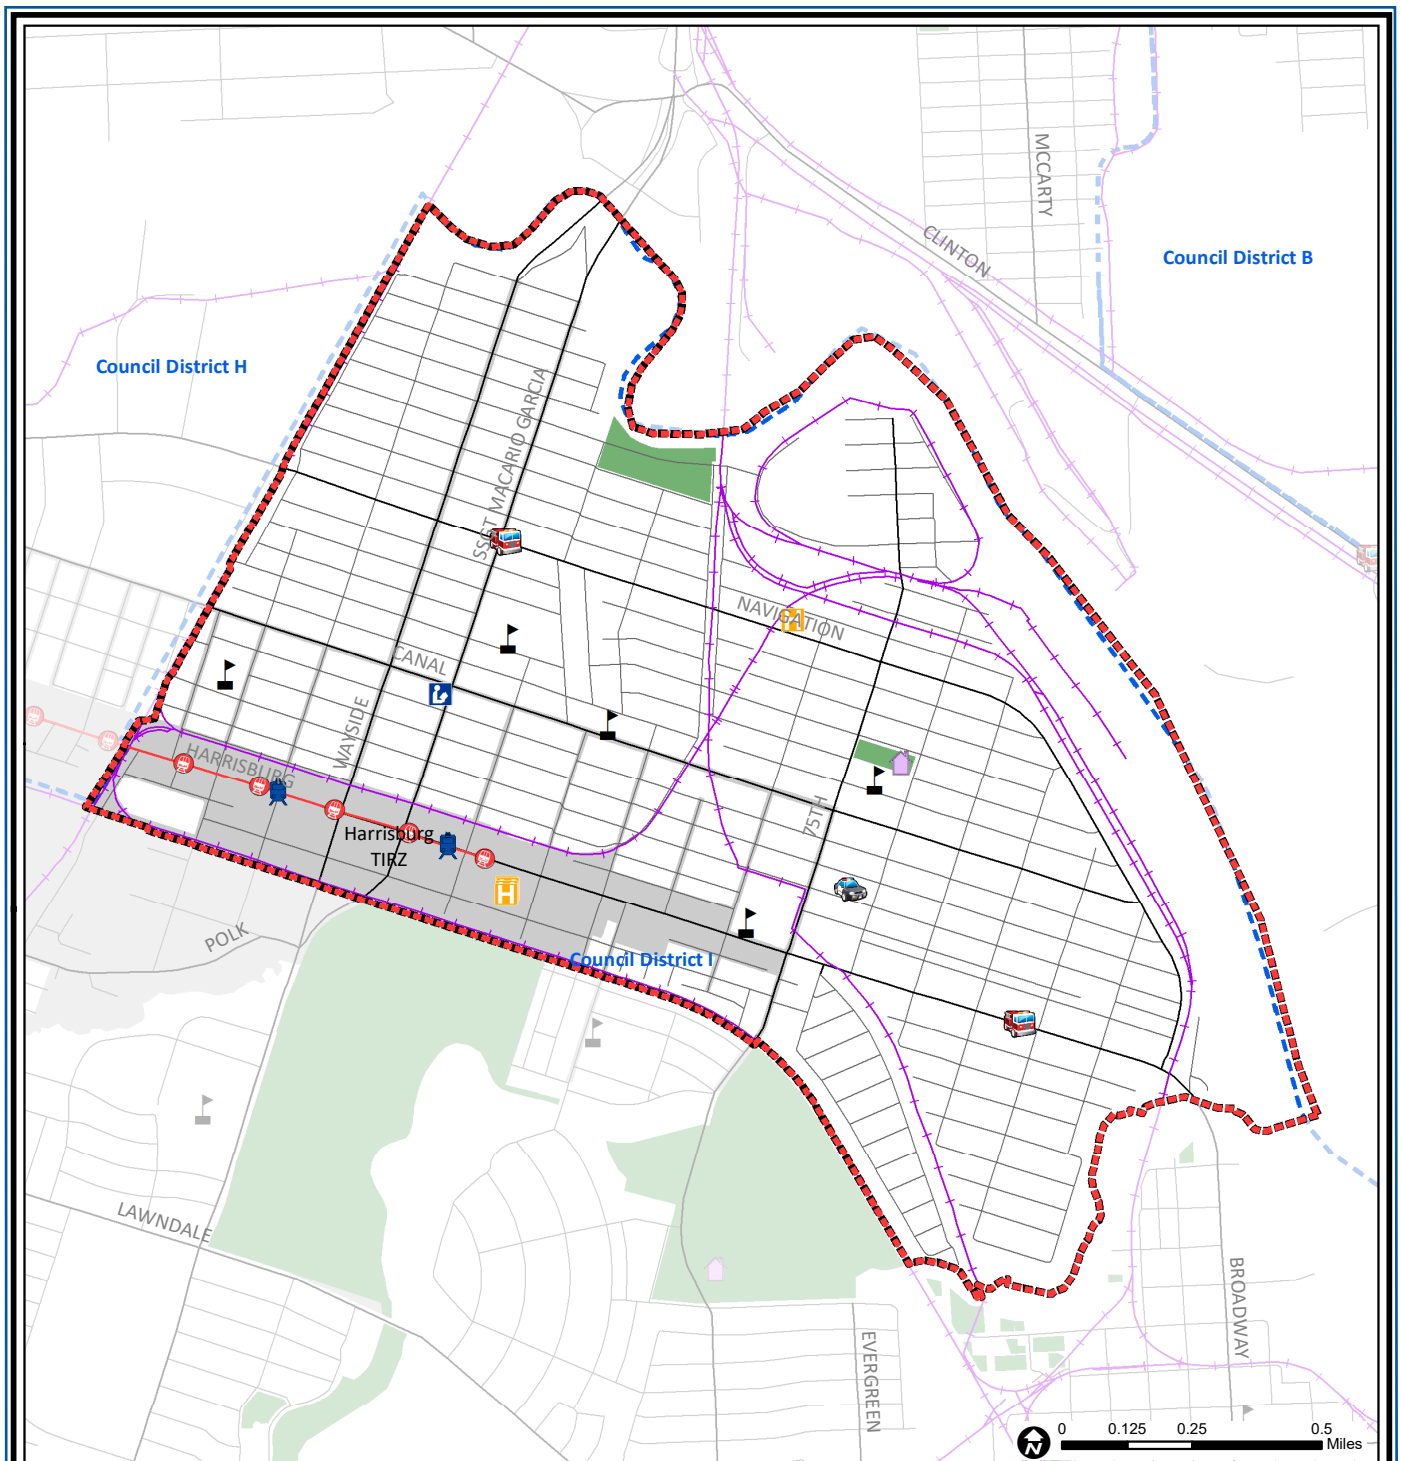 MCCARTY
CLINTON
Council District B
Council District H
SSGT MACARIO GARCIA
NAVIGATION
CANAL
WAYSIDE
HARRISBURG
75TH
Harrisburg
TIRZ
H
H
POLK
Council District I
LAWNDALE
BROADWAY
EVERGREEN
0 0.125 0.25 0.5
Miles
N